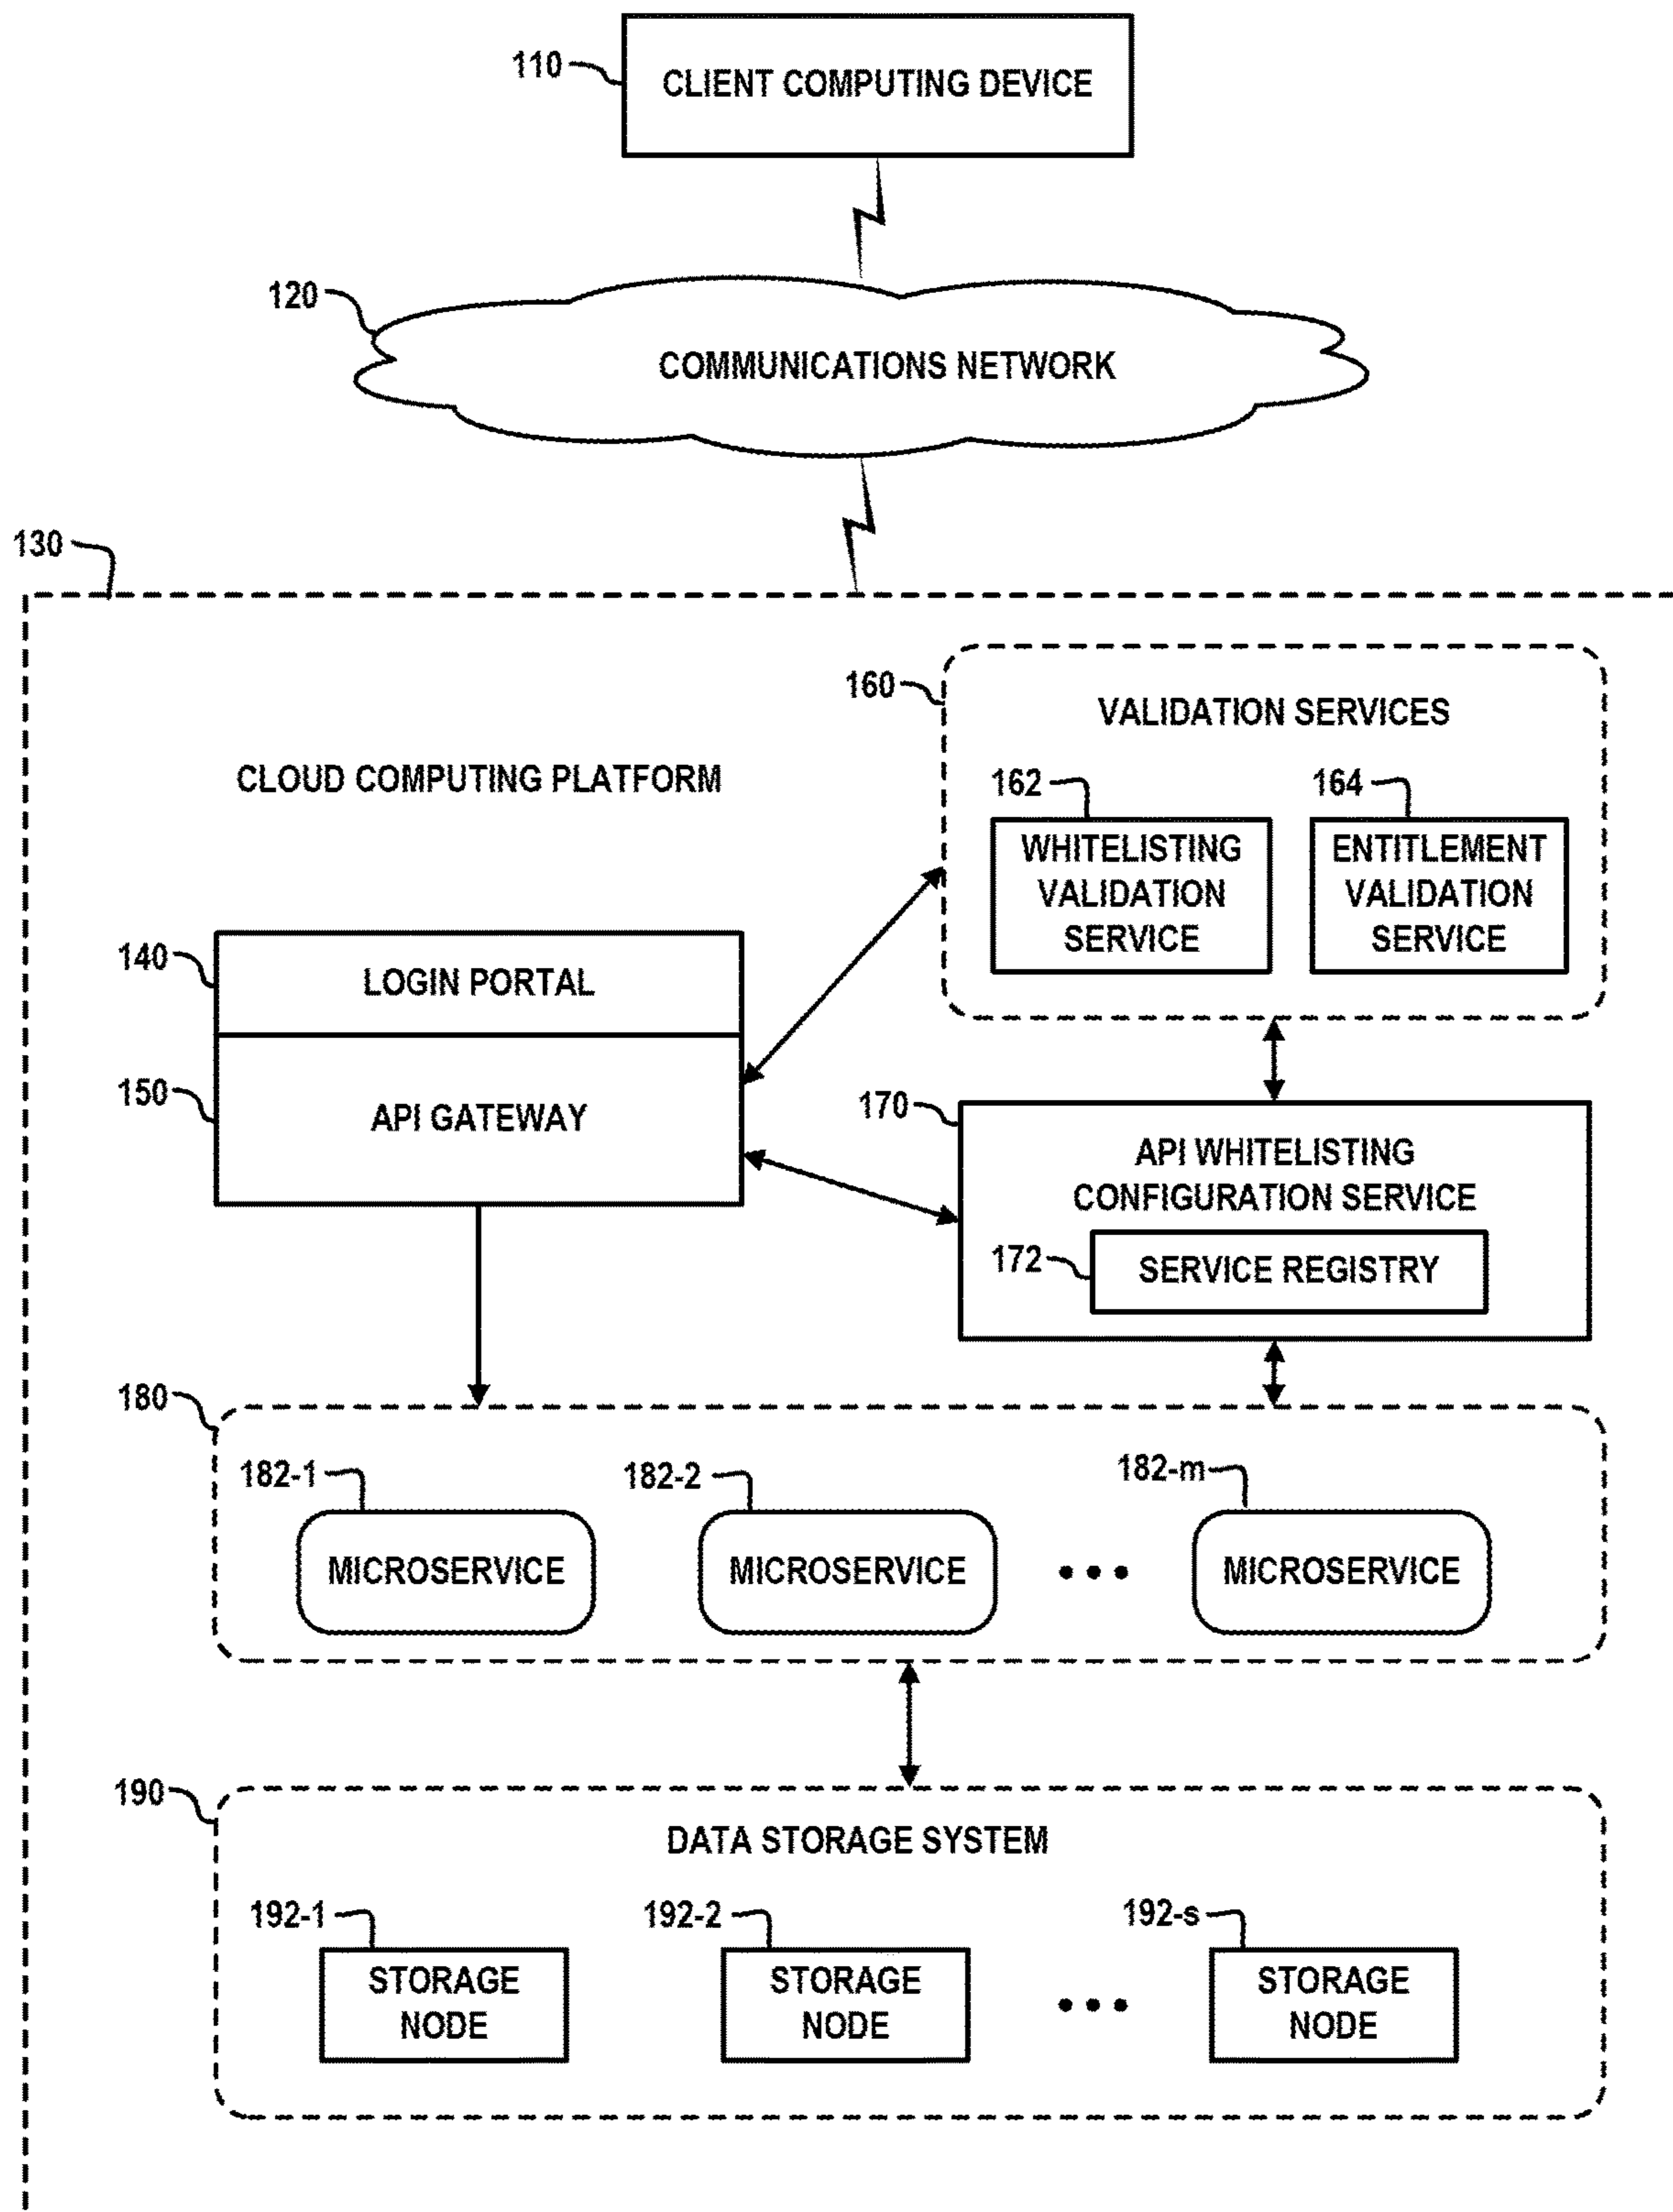 110
CLIENT COMPUTING DEVICE
120
COMMUNICATIONS NETWORK
130
160
VALIDATION SERVICES
CLOUD COMPUTING PLATFORM
162
164
WHITELISTING
VALIDATION
SERVICE
ENTITLEMENT
VALIDATION
SERVICE
140
LOGIN PORTAL
150
API GATEWAY
170
API WHITELISTING
CONFIGURATION SERVICE
172
SERVICE REGISTRY
180
182-1
182-2
182-m
MICROSERVICE
MICROSERVICE
•••
MICROSERVICE
190
DATA STORAGE SYSTEM
192-1
192-2
192-s
STORAGE
NODE
STORAGE
NODE
•••
STORAGE
NODE